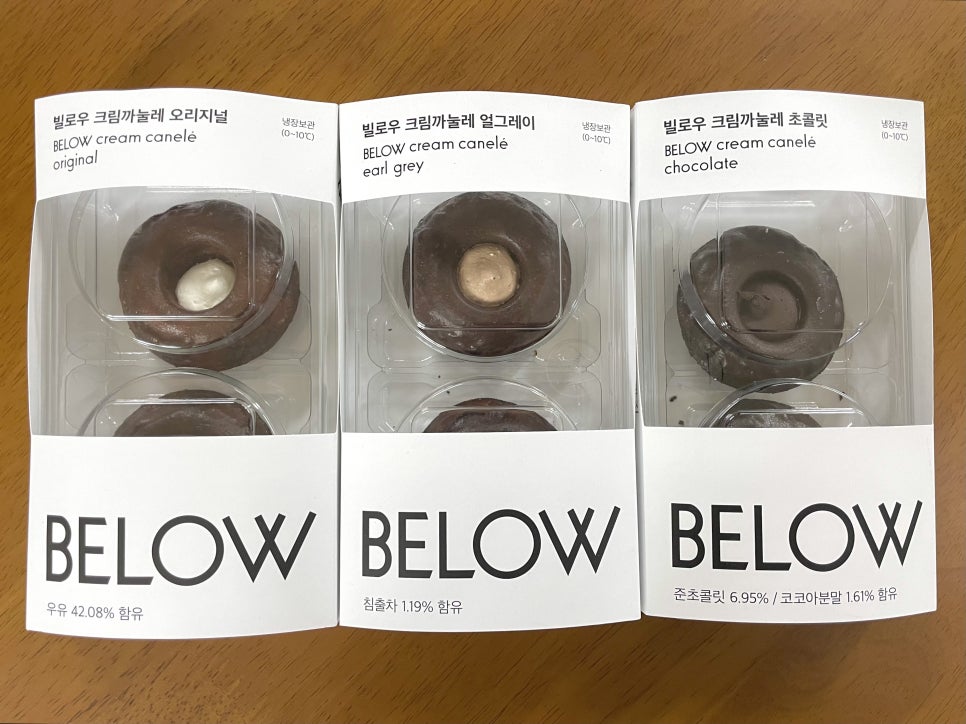 빌로우 크림까눌레 오리지널
BELOW cream canelé
original
냉장보관
(0~10℃)
BELOW
우유 42.08% 함유
빌로우 크림까눌레 얼그레이
BELOW cream canelé
earl grey
냉장보관
(0~10℃)
BELOW
침출차 1.19% 함유
빌로우 크림까눌레 초콜릿
BELOW cream canelé
chocolate
냉장보관
(0~10℃)
BELOW
준초콜릿 6.95% / 코코아분말 1.61% 함유